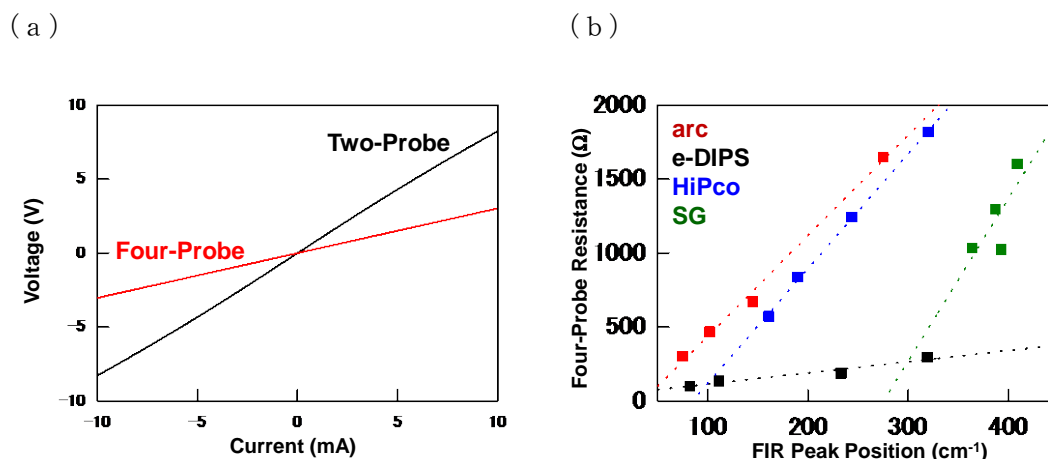 (a)
(b)
Two-Probe
Four-Probe
Voltage (V)
10
5
0
−5
−10
−10
−5
0
5
10
Current (mA)
arc
e-DIPS
HiPco
SG
Four-Probe Resistance (Ω)
2000
1500
1000
500
0
100
200
300
400
FIR Peak Position (cm⁻¹)